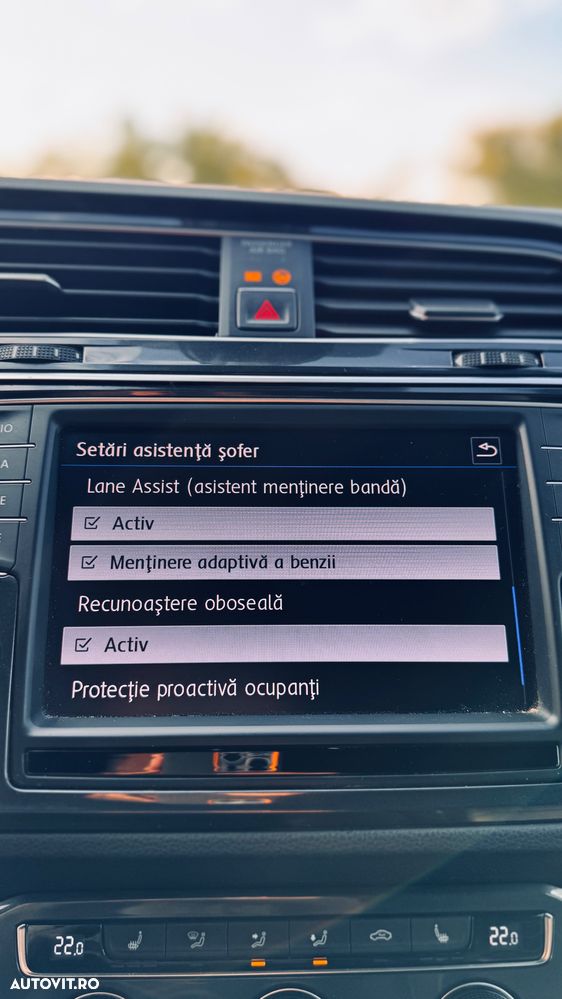 IO
A
E
Setări asistenţă şofer
Lane Assist (asistent menţinere bandă)
Activ
Menţinere adaptivă a benzii
Recunoaştere oboseală
Activ
Protecţie proactivă ocupanţi
22.0
22.0
AUTOVIT.RO